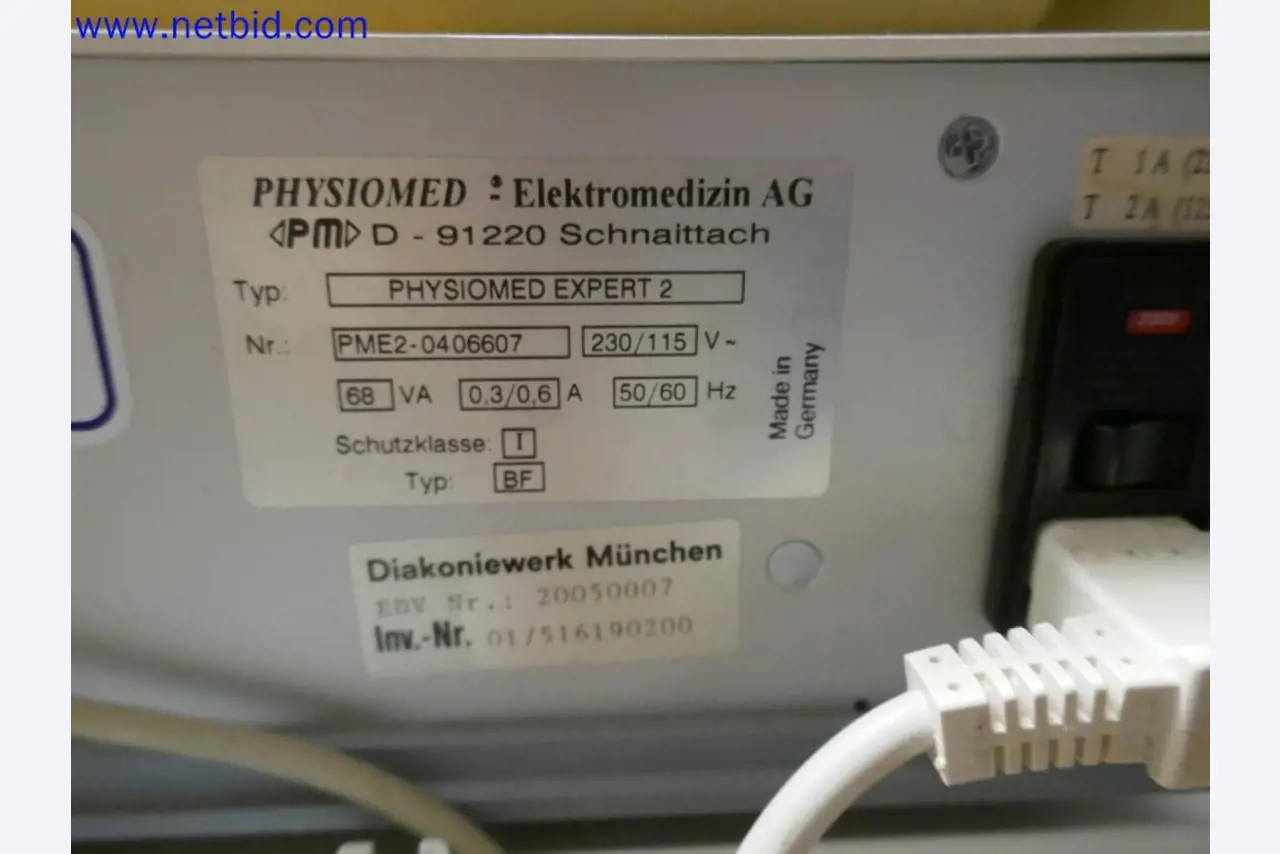 www.netbid.com
PHYSIOMED Elektromedizin AG
PM D - 91220 Schnaittach
Typ: PHYSIOMED EXPERT 2
Nr.: PME2-0406607 230/115 V~
68 VA 0,3/0,6 A 50/60 Hz
Schutzklasse: I
Typ: BF
Made in
Germany
T 1A
T 2A
Diakoniewerk München
EDV Nr.: 20050007
Inv.-Nr. 01/516190200